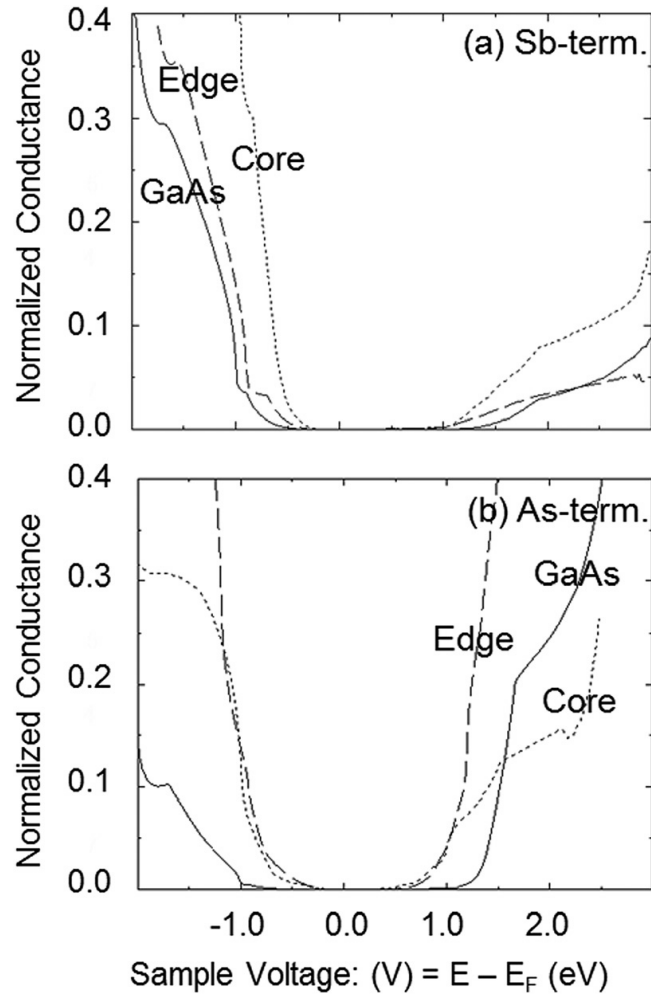 0.4
(a) Sb-term.
Edge
0.3
Core
GaAs
0.2
0.1
0.0
Normalized Conductance
0.4
(b) As-term.
GaAs
0.3
Edge
0.2
Core
0.1
0.0
Normalized Conductance
-1.0 0.0 1.0 2.0
Sample Voltage: (V) = E – E_F (eV)